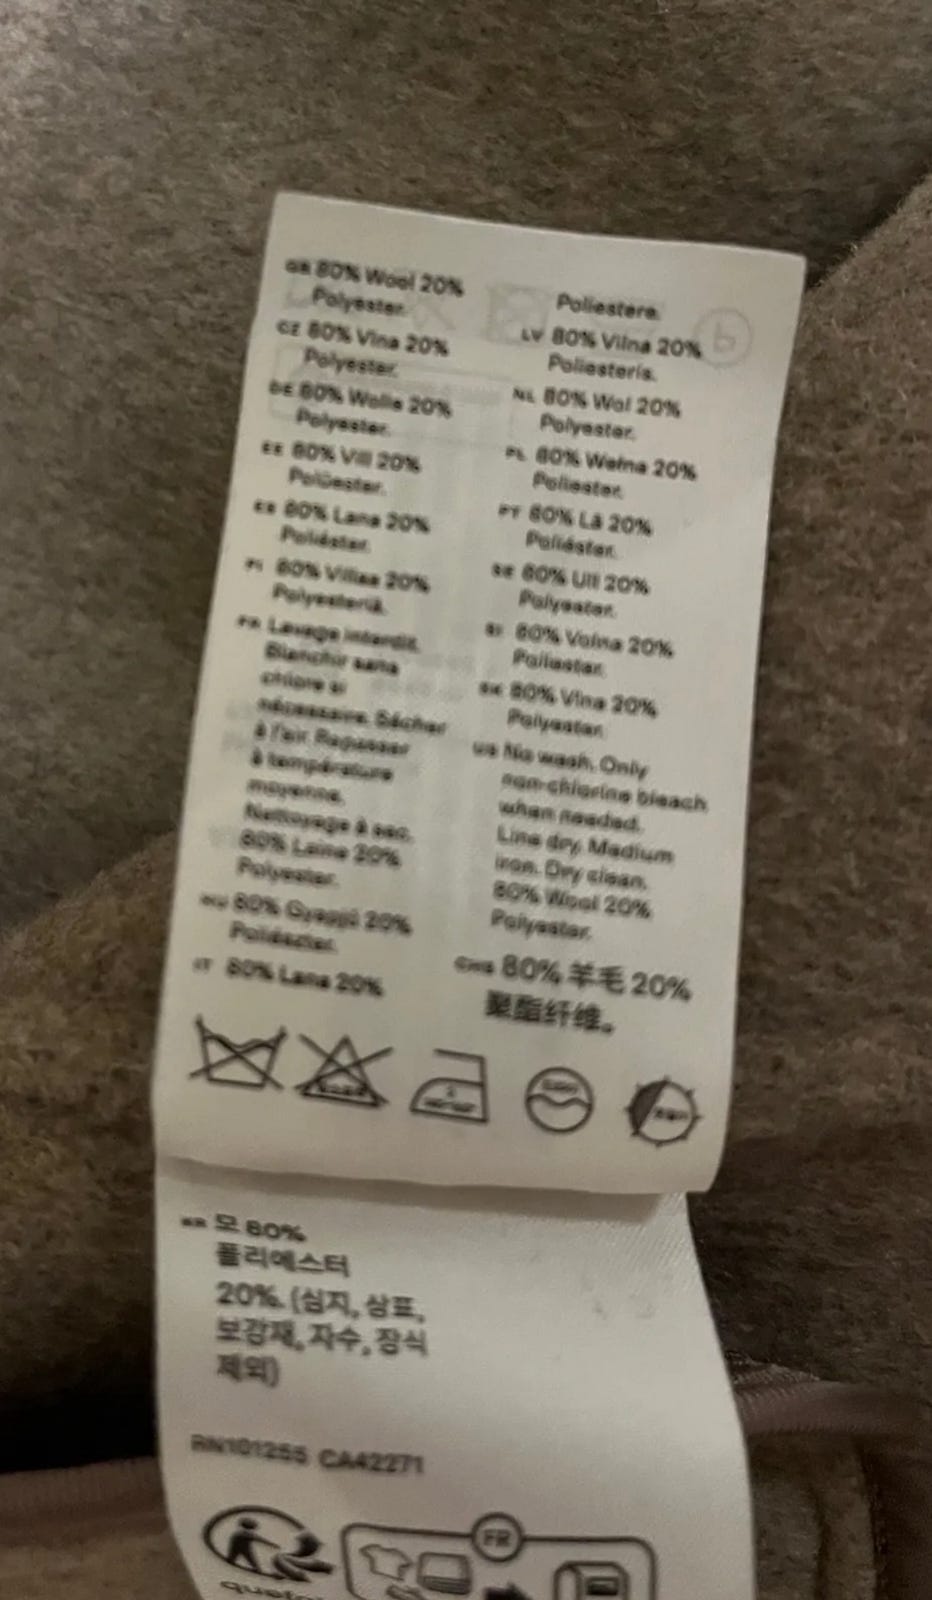 GB 80% Wool 20%
Polyester.
CZ 80% Vlna 20%
Polyester.
DE 80% Wolle 20%
Polyester.
EE 80% Vill 20%
Polüester.
ES 80% Lana 20%
Poliéster.
FI 80% Villaa 20%
Polyesteriä.
FR Lavage interdit.
Blanchir sans
chlore si
nécessaire. Sécher
à l'air. Repasser
à température
moyenne.
Nettoyage à sec.
80% Laine 20%
Polyester.
HU 80% Gyapjú 20%
Poliészter.
IT 80% Lana 20%
Poliestere.
LV 80% Vilna 20%
Poliesteris.
NL 80% Wol 20%
Polyester.
PL 80% Wełna 20%
Poliester.
PT 80% Lã 20%
Poliéster.
SE 80% Ull 20%
Polyester.
SI 80% Volna 20%
Poliester.
SK 80% Vlna 20%
Polyester.
US No wash. Only
non-chlorine bleach
when needed.
Line dry. Medium
iron. Dry clean.
80% Wool 20%
Polyester.
CHS 80% 羊毛 20%
聚酯纤维。
KR 모 80%
폴리에스터
20%. (심지, 상표,
보강재, 자수, 장식
제외)
RN101255 CA42271
FR